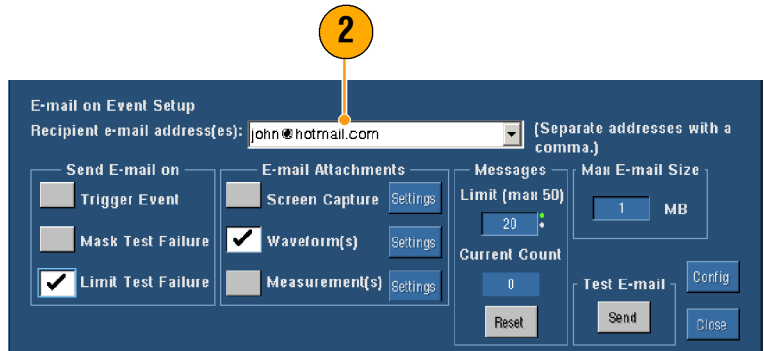 2
E-mail on Event Setup
Recipient e-mail address(es): john@hotmail.com (Separate addresses with a
comma.)
Send E-mail on E-mail Attachments Messages Max E-mail Size
Trigger Event Screen Capture Settings Limit (max 50) 1 MB
20
Mask Test Failure Waveform(s) Settings
Current Count
Limit Test Failure Measurement(s) Settings 0 Test E-mail Config
Reset Send Close